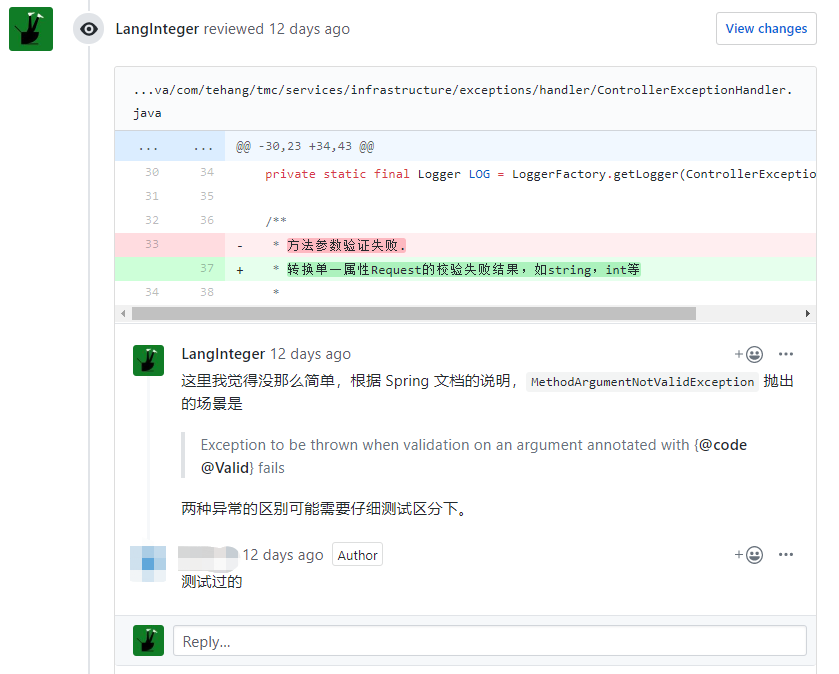 LangInteger reviewed 12 days ago
View changes
...va/com/tehang/tmc/services/infrastructure/exceptions/handler/ControllerExceptionHandler.
java
... ... @@ -30,23 +34,43 @@
30 34 private static final Logger LOG = LoggerFactory.getLogger(ControllerExceptio
31 35
32 36 /**
33 - * 方法参数验证失败.
37 + * 转换单一属性Request的校验失败结果，如string，int等
34 38 *
LangInteger 12 days ago
这里我觉得没那么简单，根据 Spring 文档的说明，MethodArgumentNotValidException 抛出
的场景是
Exception to be thrown when validation on an argument annotated with {@code
@Valid} fails
两种异常的区别可能需要仔细测试区分下。
12 days ago Author
测试过的
Reply...